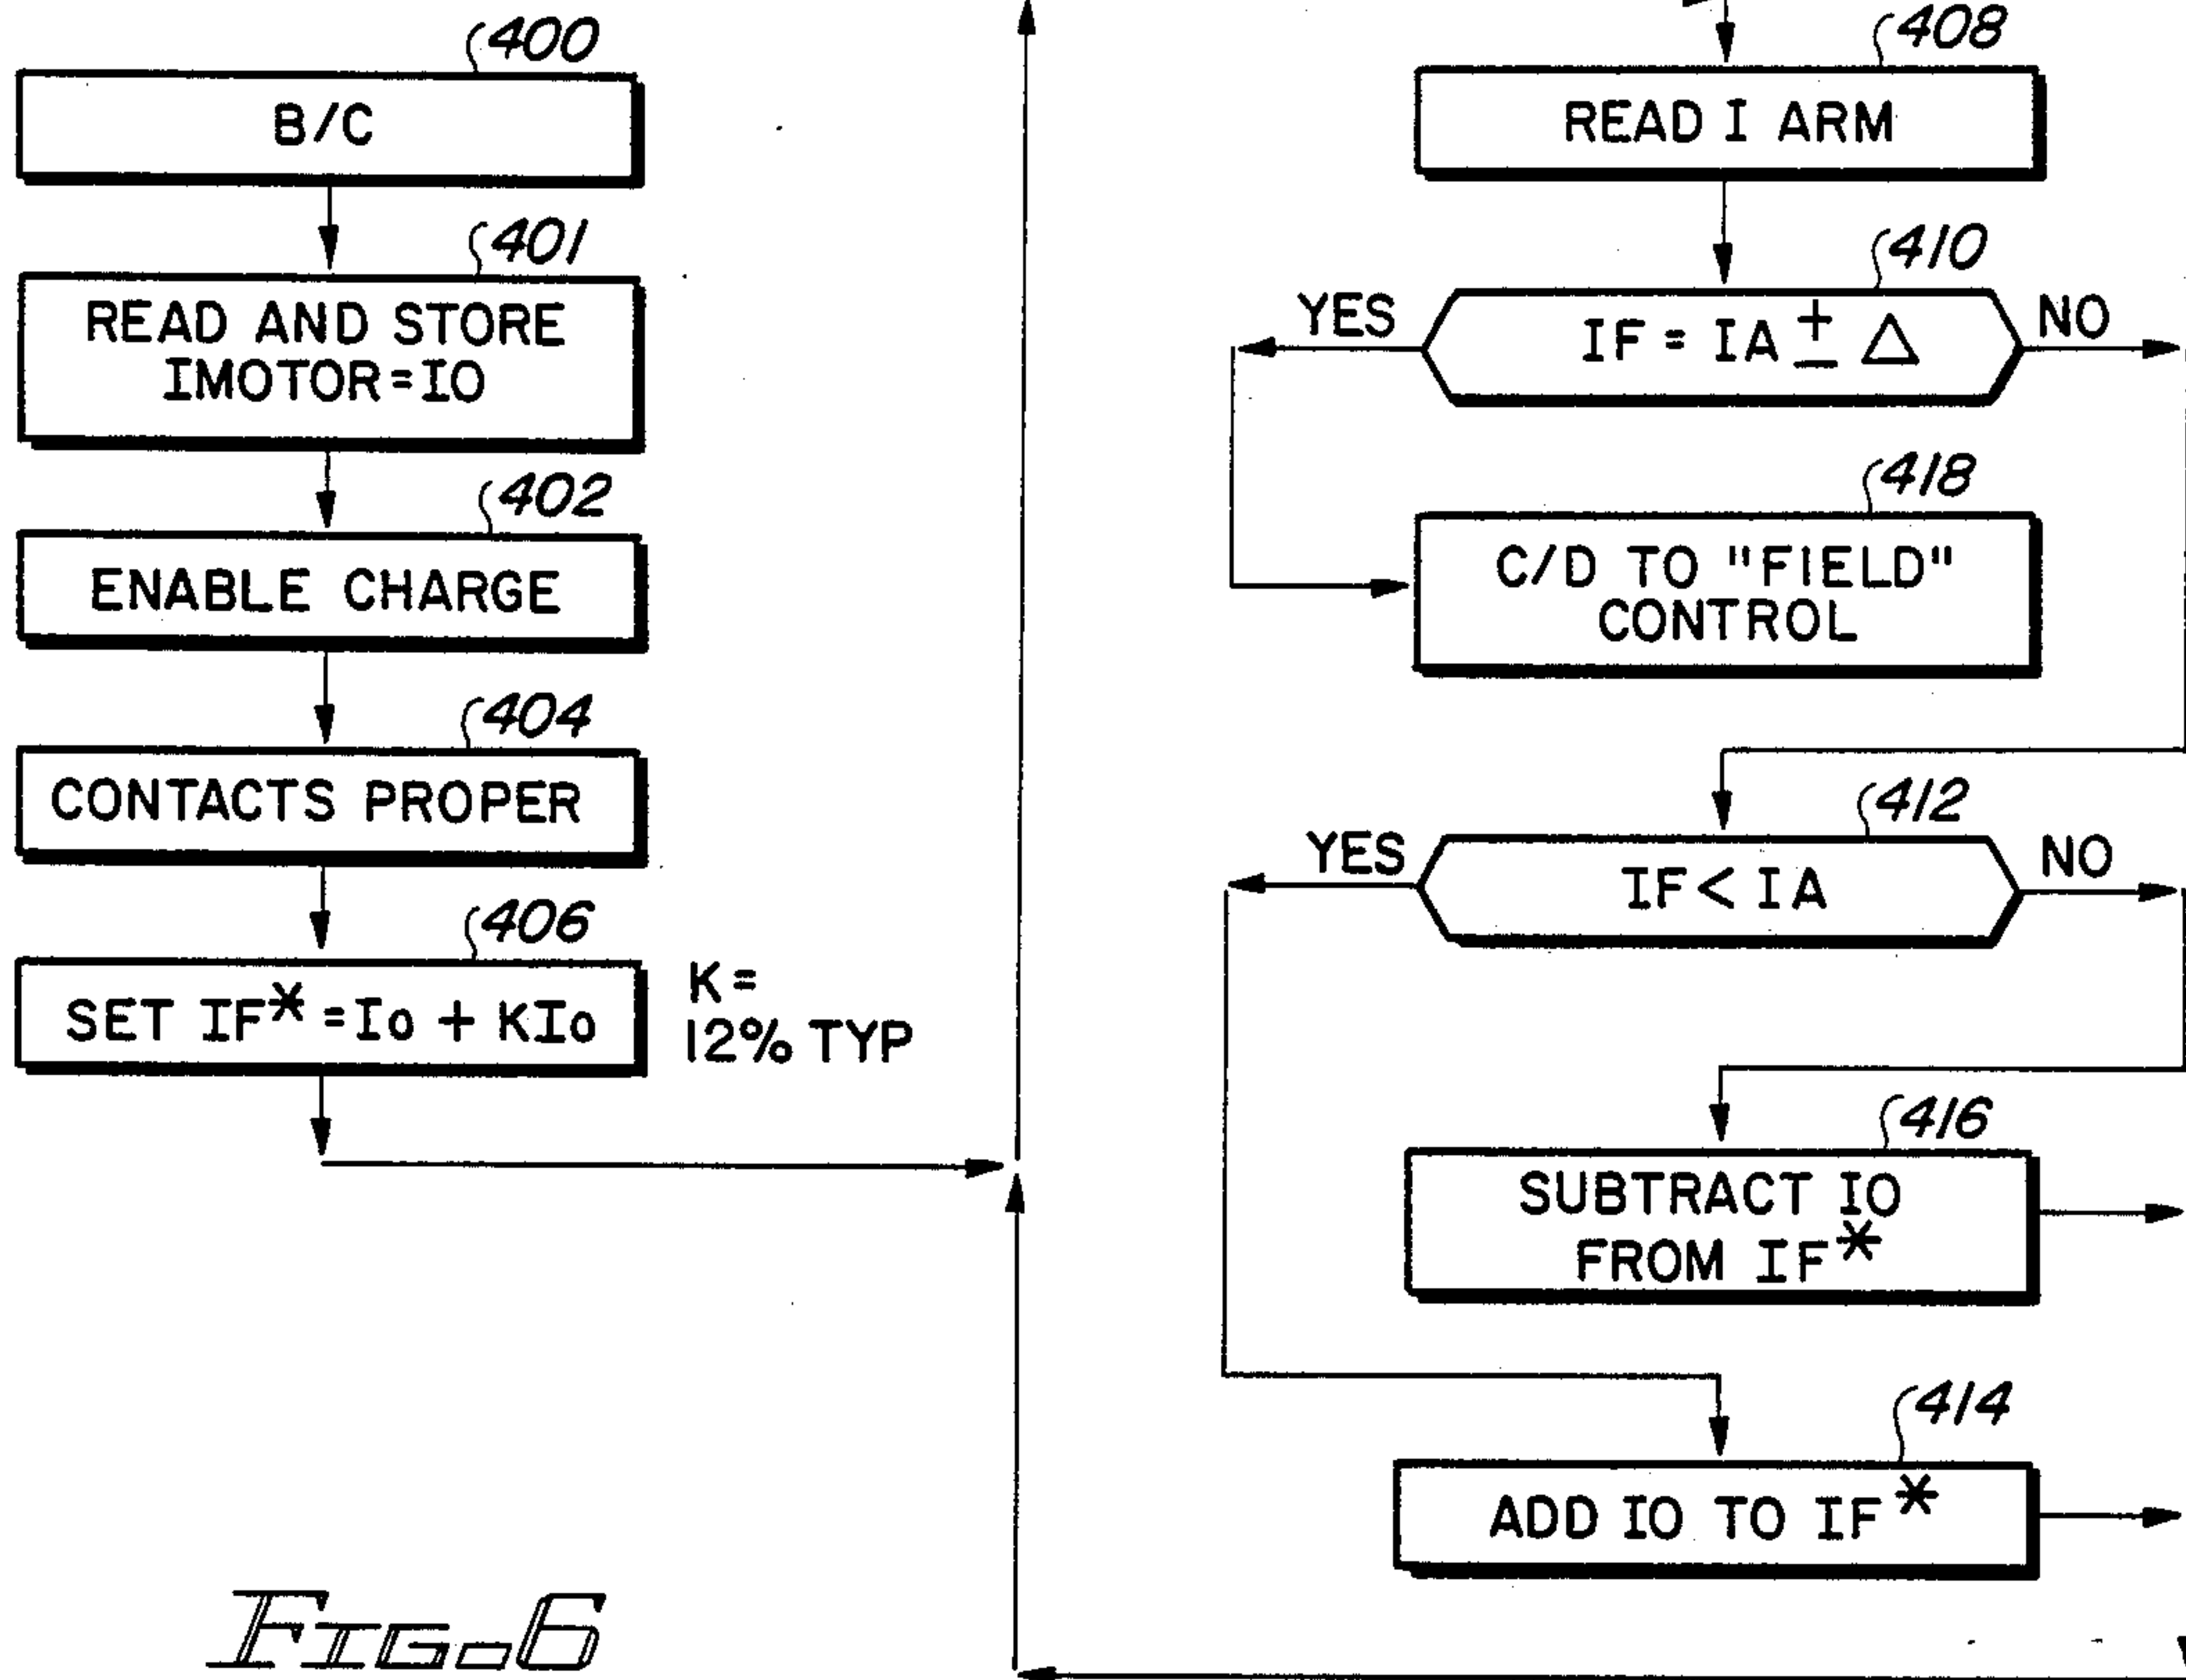 400
B/C
401
READ AND STORE
IMOTOR=IO
402
ENABLE CHARGE
404
CONTACTS PROPER
406
SET IF*=Io + KIo
K=
12% TYP
408
READ I ARM
410
YES
IF = IA ± △
NO
418
C/D TO "FIELD"
CONTROL
412
YES
IF < IA
NO
416
SUBTRACT IO
FROM IF*
414
ADD IO TO IF*
FIG. 6